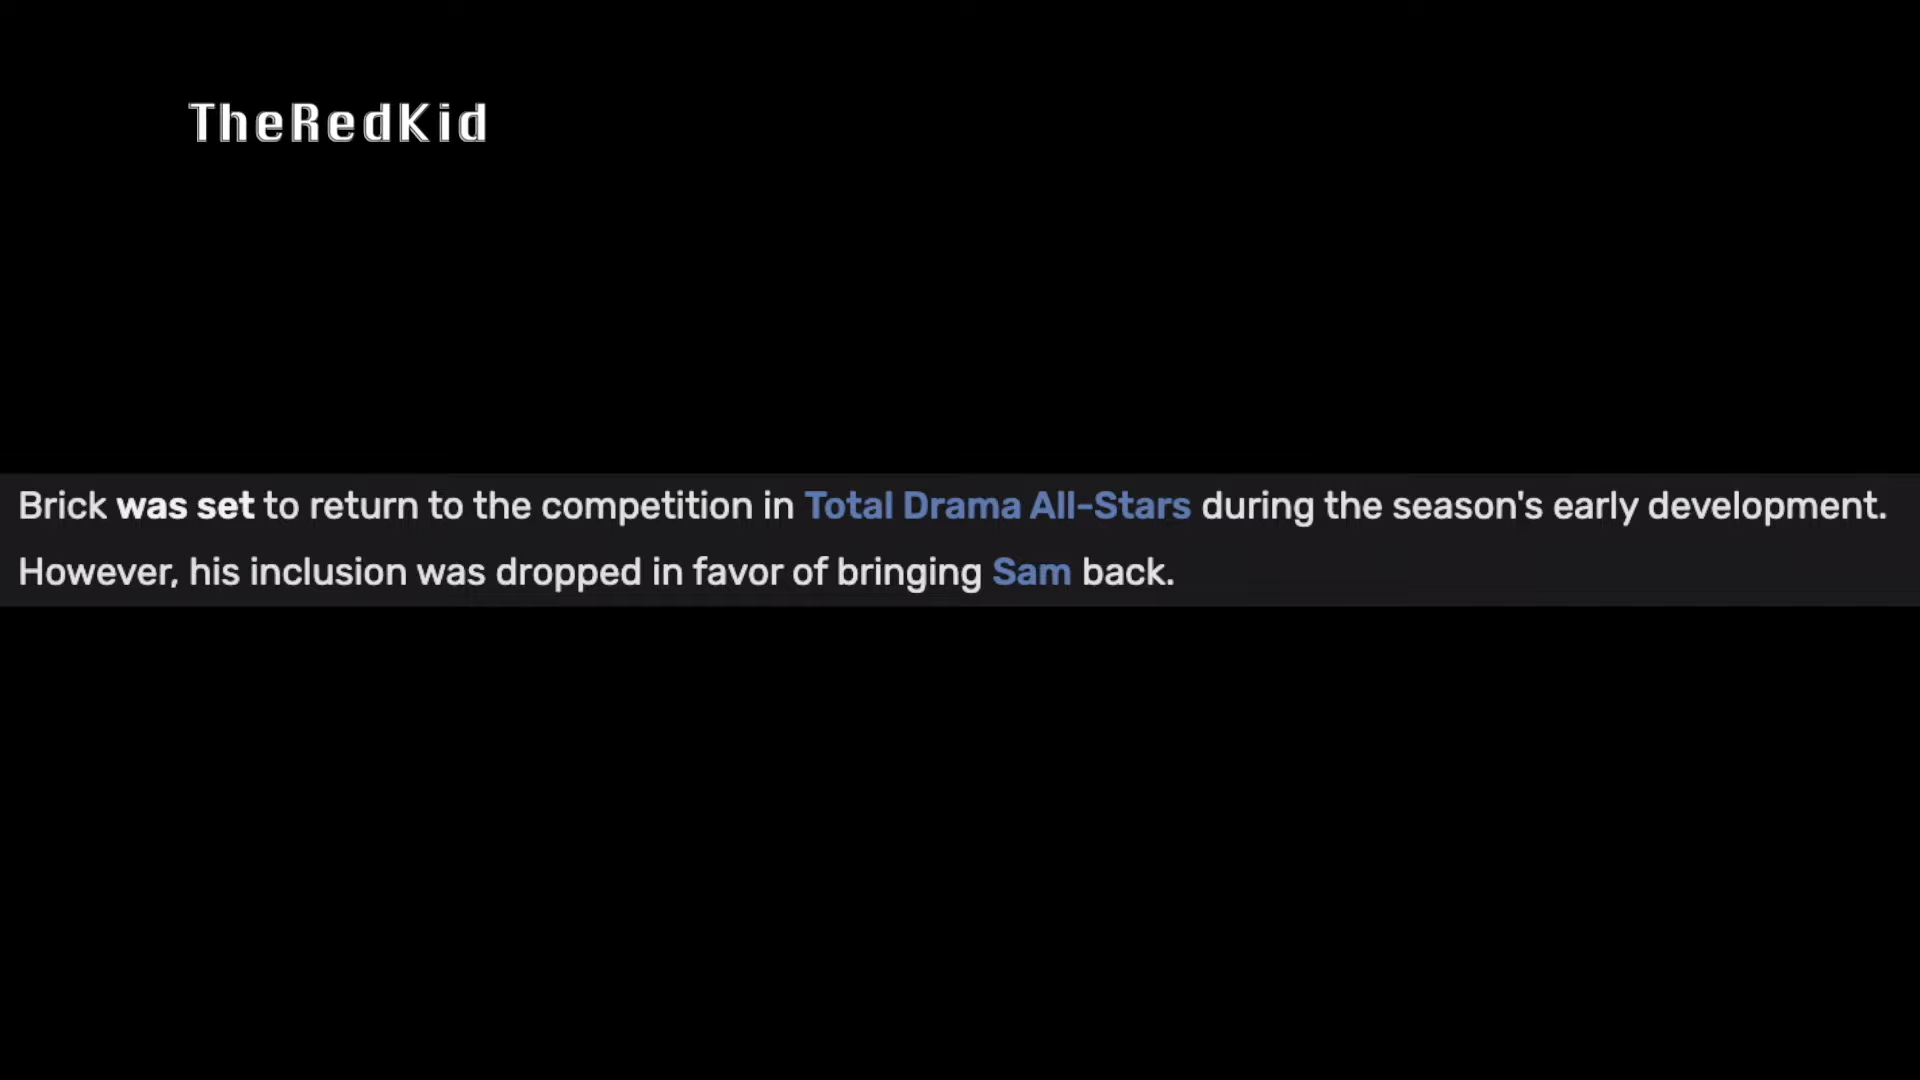 TheRedKid
Brick was set to return to the competition in Total Drama All-Stars during the season's early development.
However, his inclusion was dropped in favor of bringing Sam back.